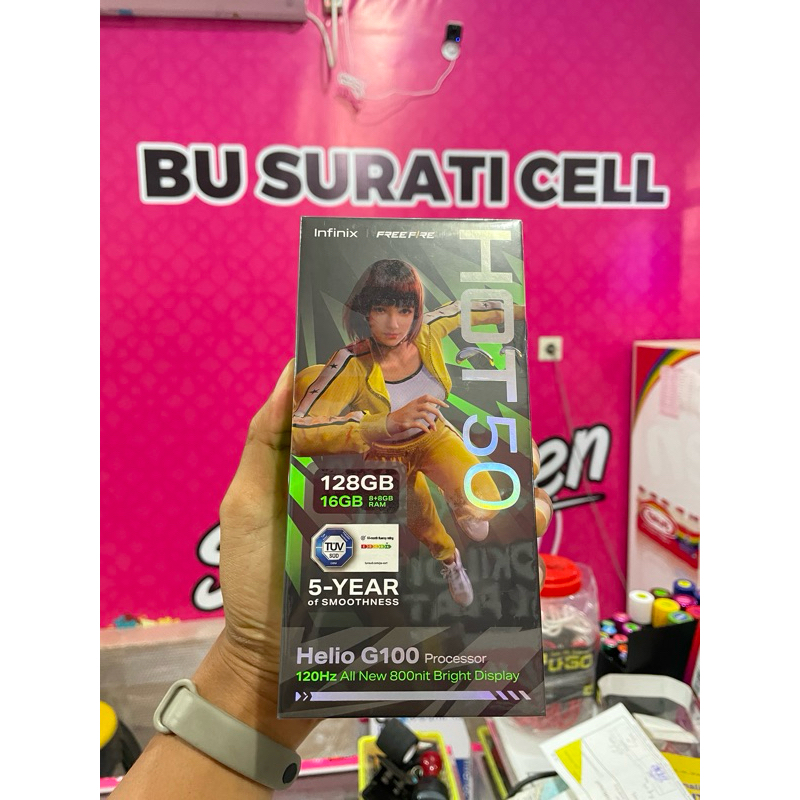 BU SURATI CELL
Infinix | FREE FIRE
HOT 50
128GB
16GB 8+8GB RAM
TÜV
SÜD
5-YEAR
of SMOOTHNESS
Helio G100 Processor
120Hz All New 800nit Bright Display